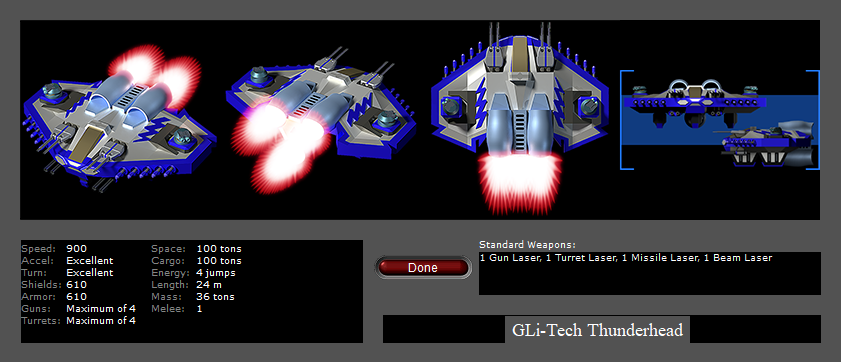 Speed: 900
Accel: Excellent
Turn: Excellent
Shields: 610
Armor: 610
Guns: Maximum of 4
Turrets: Maximum of 4
Space: 100 tons
Cargo: 100 tons
Energy: 4 jumps
Length: 24 m
Mass: 36 tons
Melee: 1
Done
Standard Weapons:
1 Gun Laser, 1 Turret Laser, 1 Missile Laser, 1 Beam Laser
GLi-Tech Thunderhead